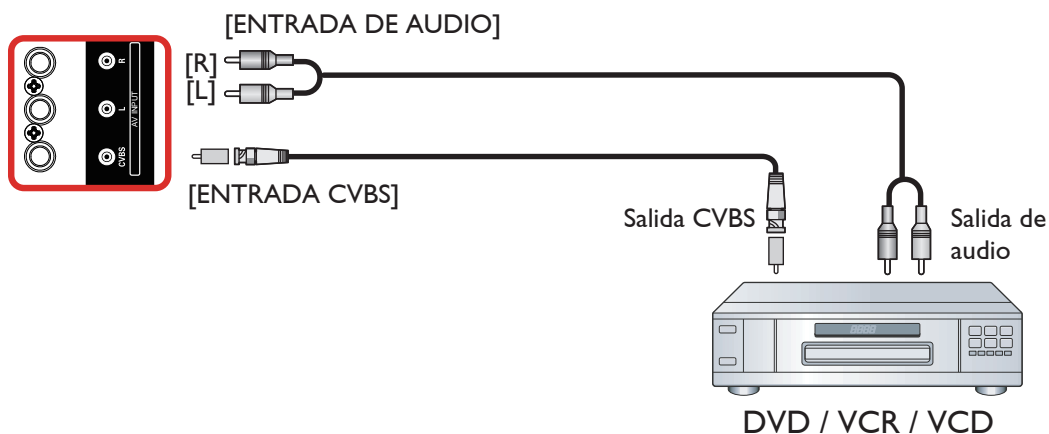 [ENTRADA DE AUDIO]
[R]
[L]
R
L
AV INPUT
CVBS
[ENTRADA CVBS]
Salida CVBS
Salida de
audio
DVD / VCR / VCD